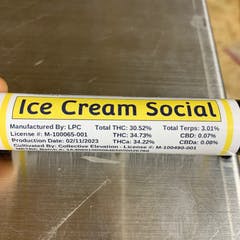 Ice Cream Social
Manufactured By: LPC Total THC: 30.52% Total Terps: 3.01%
License #: M-100065-001 THC: 34.73% CBD: 0.07%
Production Date: 02/11/2023 THCa: 34.22% CBDa: 0.08%
Cultivated By: Collective Elevation - License #: M-100490-001